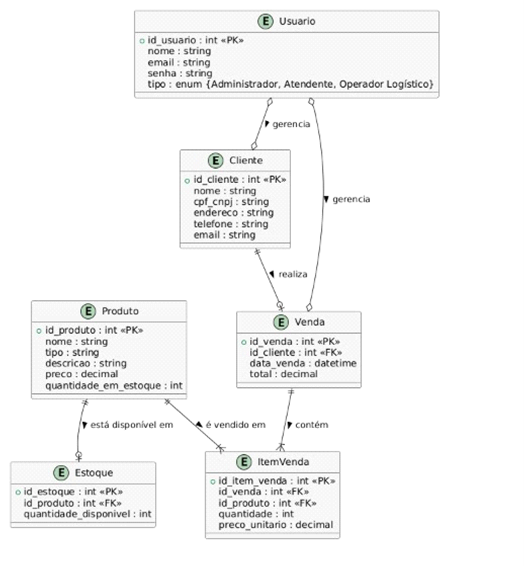 E Usuario
id_usuario : int «PK»
nome : string
email : string
senha : string
tipo : enum {Administrador, Atendente, Operador Logístico}
gerencia
E Cliente
id_cliente : int «PK»
nome : string
cpf_cnpj : string
endereco : string
telefone : string
email : string
gerencia
realiza
E Produto
id_produto : int «PK»
nome : string
tipo : string
descricao : string
preco : decimal
quantidade_em_estoque : int
E Venda
id_venda : int «PK»
id_cliente : int «FK»
data_venda : datetime
total : decimal
está disponível em
é vendido em
contém
E Estoque
id_estoque : int «PK»
id_produto : int «FK»
quantidade_disponivel : int
E ItemVenda
id_item_venda : int «PK»
id_venda : int «FK»
id_produto : int «FK»
quantidade : int
preco_unitario : decimal